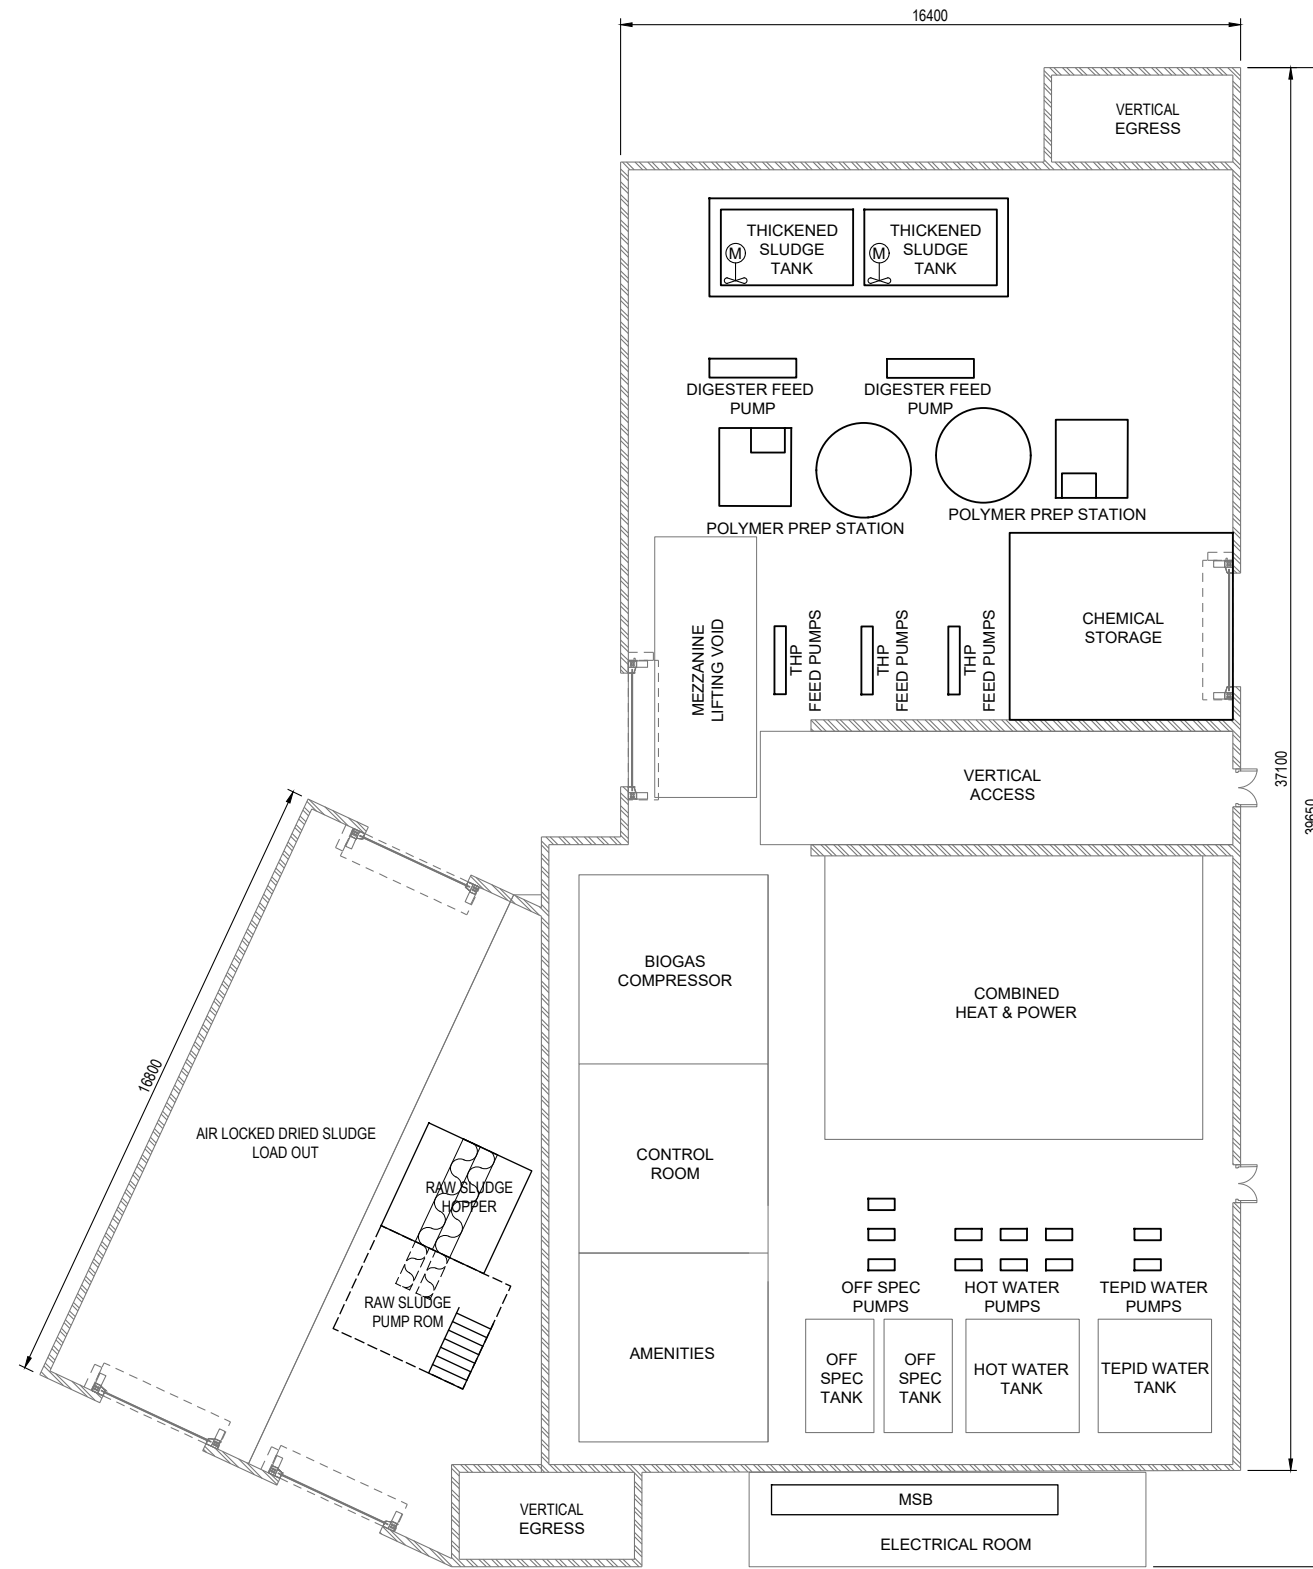 16400
VERTICAL
EGRESS
THICKENED
SLUDGE
TANK
M
THICKENED
SLUDGE
TANK
M
DIGESTER FEED
PUMP
DIGESTER FEED
PUMP
POLYMER PREP STATION
POLYMER PREP STATION
MEZZANINE
LIFTING VOID
THP
FEED PUMPS
THP
FEED PUMPS
THP
FEED PUMPS
CHEMICAL
STORAGE
VERTICAL
ACCESS
37100
39650
BIOGAS
COMPRESSOR
COMBINED
HEAT & POWER
16800
AIR LOCKED DRIED SLUDGE
LOAD OUT
CONTROL
ROOM
RAW SLUDGE
HOPPER
RAW SLUDGE
PUMP ROM
OFF SPEC
PUMPS
HOT WATER
PUMPS
TEPID WATER
PUMPS
AMENITIES
OFF
SPEC
TANK
OFF
SPEC
TANK
HOT WATER
TANK
TEPID WATER
TANK
VERTICAL
EGRESS
MSB
ELECTRICAL ROOM